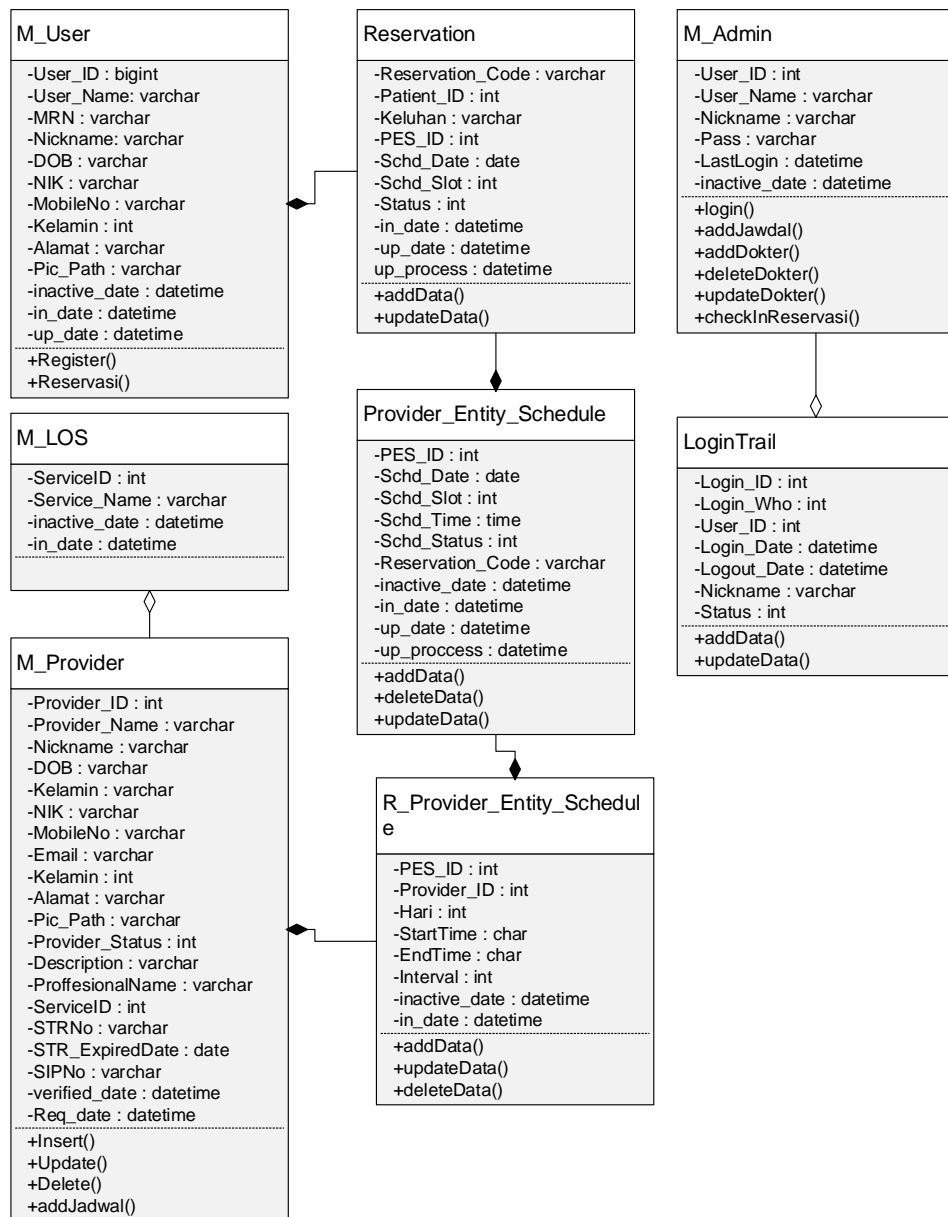 M_User
-User_ID : bigint
-User_Name: varchar
-MRN : varchar
-Nickname: varchar
-DOB : varchar
-NIK : varchar
-MobileNo : varchar
-Kelamin : int
-Alamat : varchar
-Pic_Path : varchar
-inactive_date : datetime
-in_date : datetime
-up_date : datetime
+Register()
+Reservasi()
Reservation
-Reservation_Code : varchar
-Patient_ID : int
-Keluhan : varchar
-PES_ID : int
-Schd_Date : date
-Schd_Slot : int
-Status : int
-in_date : datetime
-up_date : datetime
up_process : datetime
+addData()
+updateData()
M_Admin
-User_ID : int
-User_Name : varchar
-Nickname : varchar
-Pass : varchar
-LastLogin : datetime
-inactive_date : datetime
+login()
+addJawdal()
+addDokter()
+deleteDokter()
+updateDokter()
+checkInReservasi()
M_LOS
-ServiceID : int
-Service_Name : varchar
-inactive_date : datetime
-in_date : datetime
Provider_Entity_Schedule
-PES_ID : int
-Schd_Date : date
-Schd_Slot : int
-Schd_Time : time
-Schd_Status : int
-Reservation_Code : varchar
-inactive_date : datetime
-in_date : datetime
-up_date : datetime
-up_proccess : datetime
+addData()
+deleteData()
+updateData()
LoginTrail
-Login_ID : int
-Login_Who : int
-User_ID : int
-Login_Date : datetime
-Logout_Date : datetime
-Nickname : varchar
-Status : int
+addData()
+updateData()
M_Provider
-Provider_ID : int
-Provider_Name : varchar
-Nickname : varchar
-DOB : varchar
-Kelamin : varchar
-NIK : varchar
-MobileNo : varchar
-Email : varchar
-Kelamin : int
-Alamat : varchar
-Pic_Path : varchar
-Provider_Status : int
-Description : varchar
-ProffesionalName : varchar
-ServiceID : int
-STRNo : varchar
-STR_ExpiredDate : date
-SIPNo : varchar
-verified_date : datetime
-Req_date : datetime
+Insert()
+Update()
+Delete()
+addJadwal()
R_Provider_Entity_Schedul
e
-PES_ID : int
-Provider_ID : int
-Hari : int
-StartTime : char
-EndTime : char
-Interval : int
-inactive_date : datetime
-in_date : datetime
+addData()
+updateData()
+deleteData()